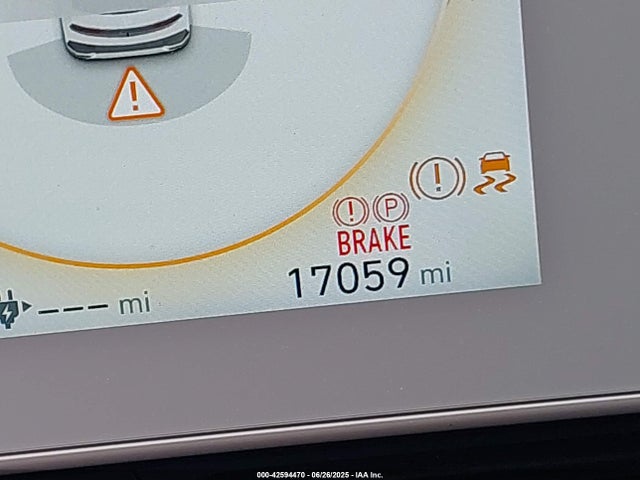 !
!
! P
BRAKE
17059 mi
--- mi
000-42594470 - 06/26/2025 - IAA Inc.